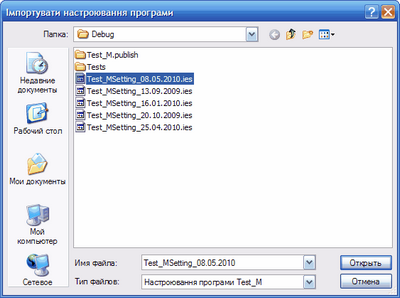 Імпортувати настроювання програми
Папка: Debug
Недавние документы
Рабочий стол
Мои документы
Мой компьютер
Сетевое
Test_M.publish
Tests
Test_MSetting_08.05.2010.ies
Test_MSetting_13.09.2009.ies
Test_MSetting_16.01.2010.ies
Test_MSetting_20.10.2009.ies
Test_MSetting_25.04.2010.ies
Имя файла: Test_MSetting_08.05.2010 Открыть
Тип файлов: Настроювання програми Test_M Отмена